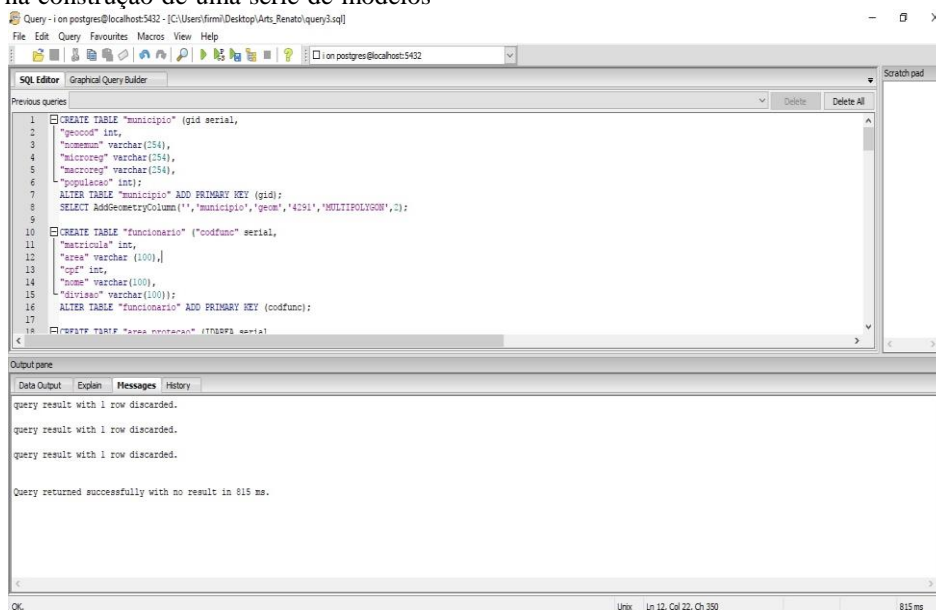 na construção de uma série de modelos
Query - i on postgres@localhost:5432 - [C:\Users\firmi\Desktop\Arts_Renato\query3.sql]
File Edit Query Favourites Macros View Help
i on postgres@localhost:5432
SQL Editor Graphical Query Builder
Scratch pad
Previous queries
Delete Delete All
1 CREATE TABLE "municipio" (gid serial,
2 "geocod" int,
3 "nomemun" varchar(254),
4 "microreg" varchar(254),
5 "macroreg" varchar(254),
6 "populacao" int);
7 ALTER TABLE "municipio" ADD PRIMARY KEY (gid);
8 SELECT AddGeometryColumn('','municipio','geom','4291','MULTIPOLYGON',2);
9
10 CREATE TABLE "funcionario" ("codfunc" serial,
11 "matricula" int,
12 "area" varchar (100),
13 "cpf" int,
14 "nome" varchar(100),
15 "divisao" varchar(100));
16 ALTER TABLE "funcionario" ADD PRIMARY KEY (codfunc);
17
18 CREATE TABLE "area_protecao" (IDAREA serial
Output pane
Data Output Explain Messages History
query result with 1 row discarded.
query result with 1 row discarded.
query result with 1 row discarded.
Query returned successfully with no result in 815 ms.
OK. Unix Ln 12, Col 22, Ch 350 815 ms